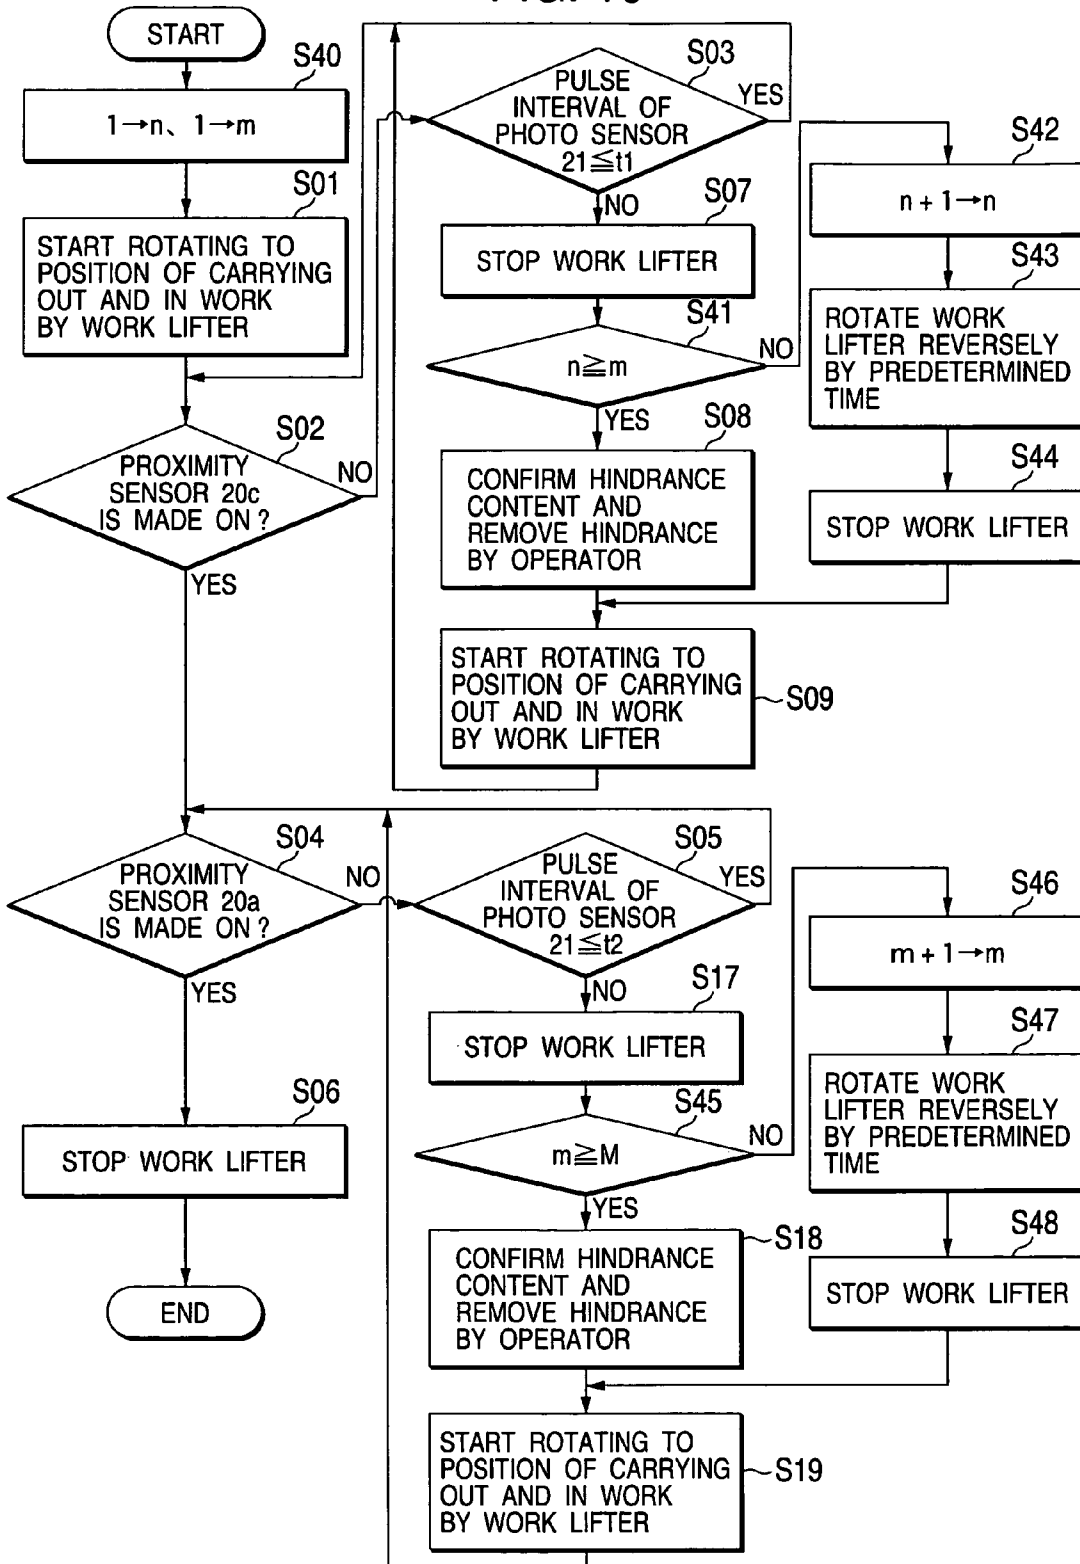 START
S40
1→n、1→m
S01
START ROTATING TO
POSITION OF CARRYING
OUT AND IN WORK
BY WORK LIFTER
S02
PROXIMITY
SENSOR 20c
IS MADE ON?
NO
YES
S03
PULSE
INTERVAL OF
PHOTO SENSOR
21≦t1
YES
NO
S07
STOP WORK LIFTER
S41
n≧m
NO
YES
S08
CONFIRM HINDRANCE
CONTENT AND
REMOVE HINDRANCE
BY OPERATOR
START ROTATING TO
POSITION OF CARRYING
OUT AND IN WORK
BY WORK LIFTER
S09
S42
n+1→n
S43
ROTATE WORK
LIFTER REVERSELY
BY PREDETERMINED
TIME
S44
STOP WORK LIFTER
S04
PROXIMITY
SENSOR 20a
IS MADE ON?
NO
YES
S06
STOP WORK LIFTER
END
S05
PULSE
INTERVAL OF
PHOTO SENSOR
21≦t2
YES
NO
S17
STOP WORK LIFTER
S45
m≧M
NO
YES
S18
CONFIRM HINDRANCE
CONTENT AND
REMOVE HINDRANCE
BY OPERATOR
START ROTATING TO
POSITION OF CARRYING
OUT AND IN WORK
BY WORK LIFTER
S19
S46
m+1→m
S47
ROTATE WORK
LIFTER REVERSELY
BY PREDETERMINED
TIME
S48
STOP WORK LIFTER